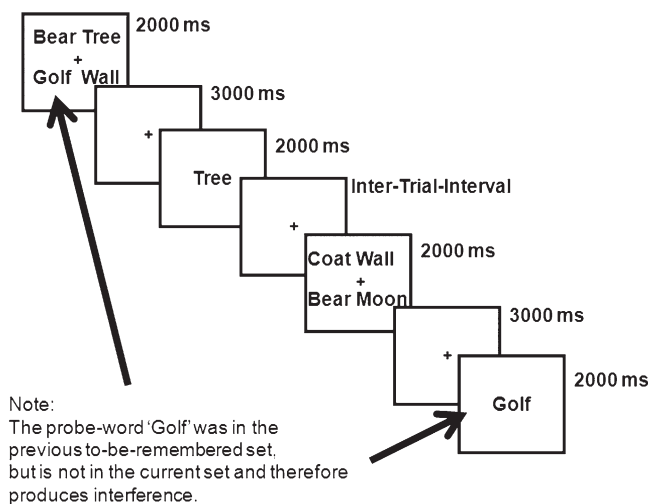 Bear Tree
2000 ms
+
Golf Wall
3000 ms
+
2000 ms
Tree
Inter-Trial-Interval
+
Coat Wall
2000 ms
+
Bear Moon
3000 ms
+
2000 ms
Golf
Note:
The probe-word ‘Golf’ was in the
previous to-be-remembered set,
but is not in the current set and therefore
produces interference.